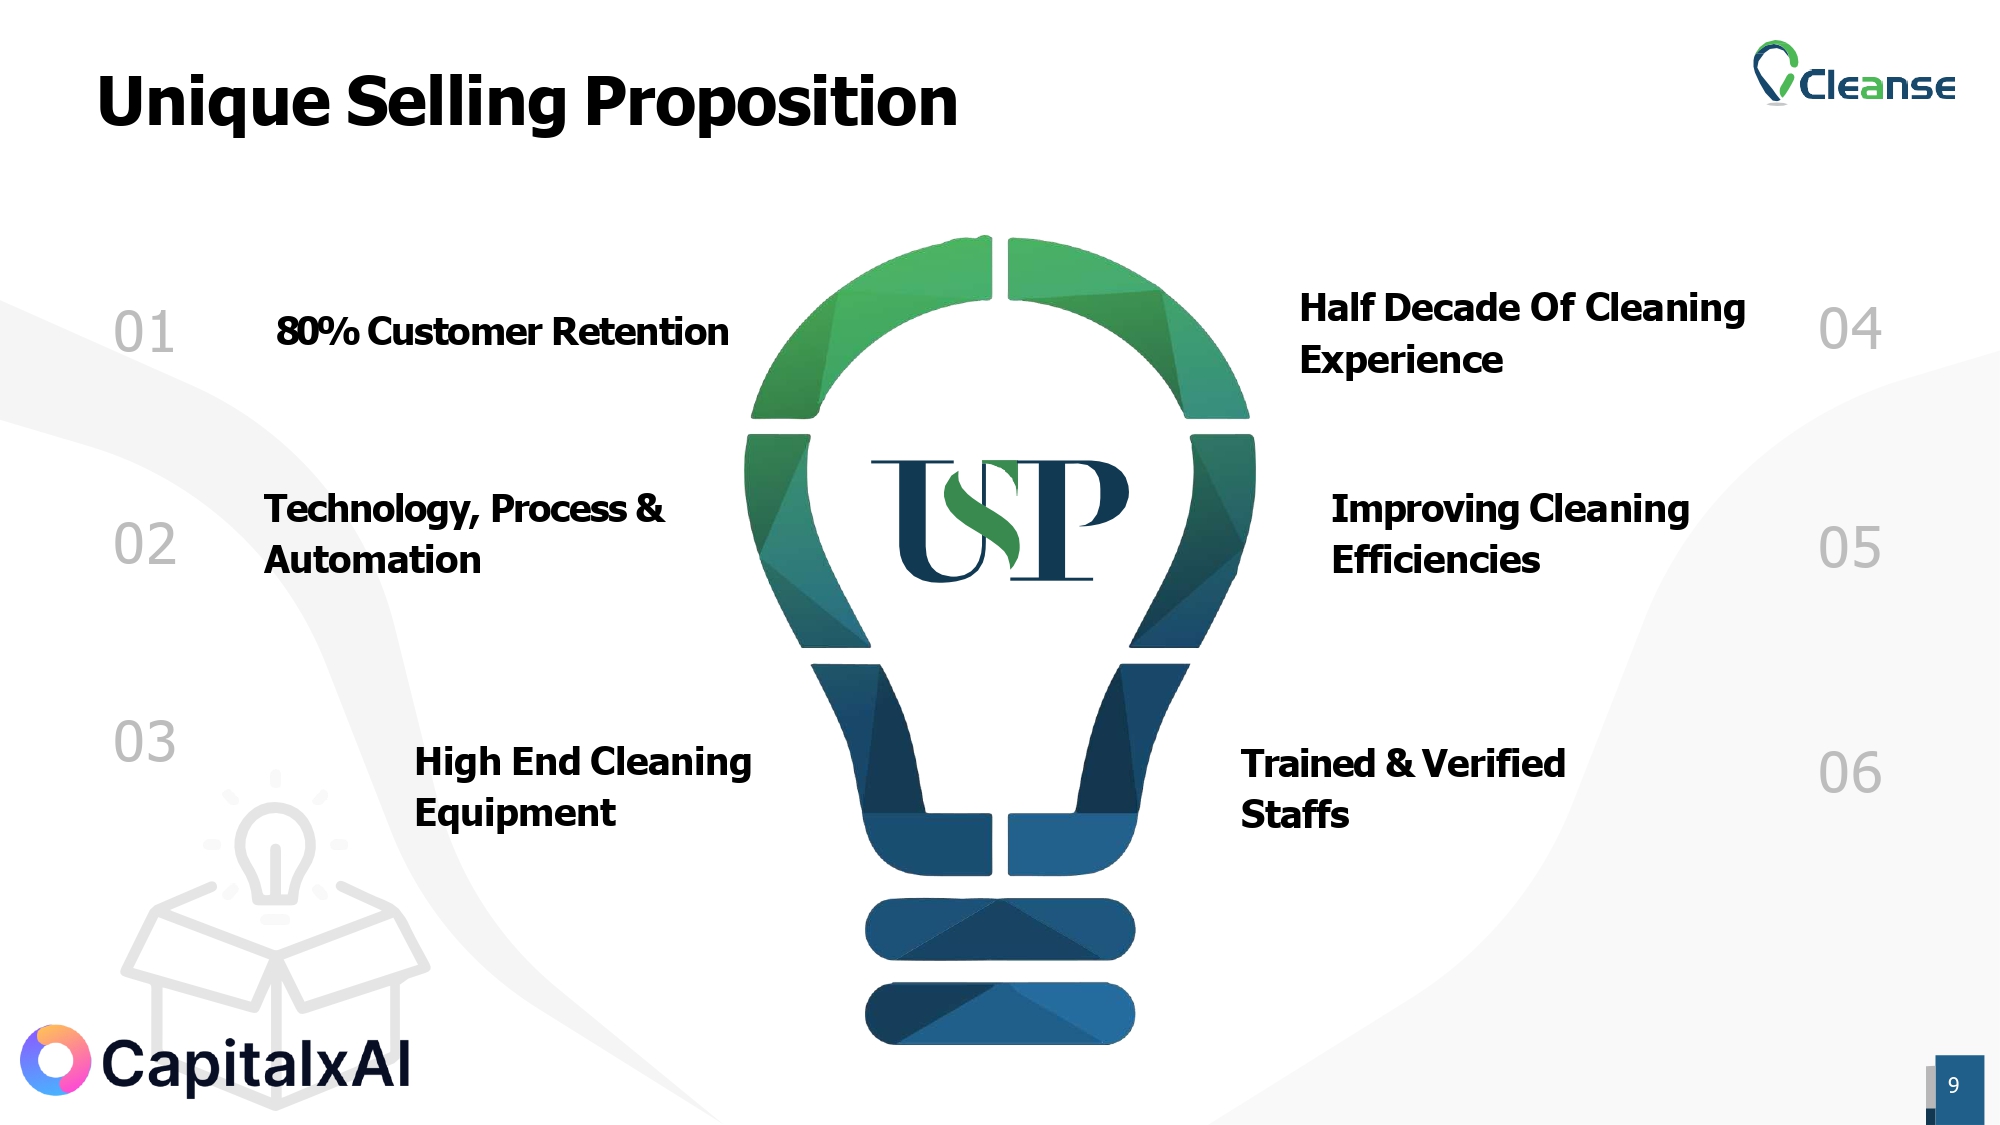 Unique Selling Proposition
Cleanse
01
80% Customer Retention
02
Technology, Process &
Automation
03
High End Cleaning
Equipment
USP
Half Decade Of Cleaning
Experience
04
Improving Cleaning
Efficiencies
05
Trained & Verified
Staffs
06
CapitalxAI
9